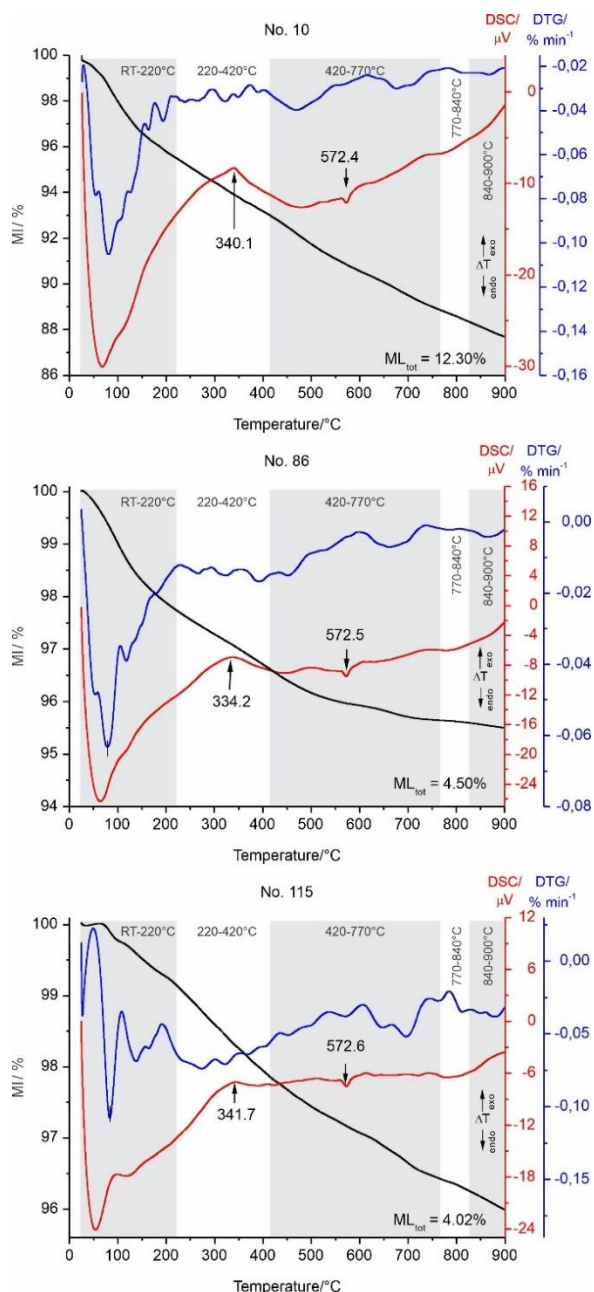 No. 10
DSC/ DTG/
µV % min⁻¹
MI/ %
100
98
96
94
92
90
88
86
RT-220°C 220-420°C 420-770°C 770-840°C 840-900°C
340.1
572.4
ΔT exo endo
ML tot = 12.30%
0
-10
-20
-30
-0,02
-0,04
-0,06
-0,08
-0,10
-0,12
-0,14
-0,16
0 100 200 300 400 500 600 700 800 900
Temperature/°C
No. 86
DSC/ DTG/
µV % min⁻¹
MI/ %
100
99
98
97
96
95
94
RT-220°C 220-420°C 420-770°C 770-840°C 840-900°C
334.2
572.5
ΔT exo endo
ML tot = 4.50%
16
12
8
4
0
-4
-8
-12
-16
-20
-24
0,00
-0,02
-0,04
-0,06
-0,08
0 100 200 300 400 500 600 700 800 900
Temperature/°C
No. 115
DSC/ DTG/
µV % min⁻¹
MI/ %
100
99
98
97
96
RT-220°C 220-420°C 420-770°C 770-840°C 840-900°C
341.7
572.6
ΔT exo endo
ML tot = 4.02%
12
6
0
-6
-12
-18
-24
0,00
-0,05
-0,10
-0,15
0 100 200 300 400 500 600 700 800 900
Temperature/°C